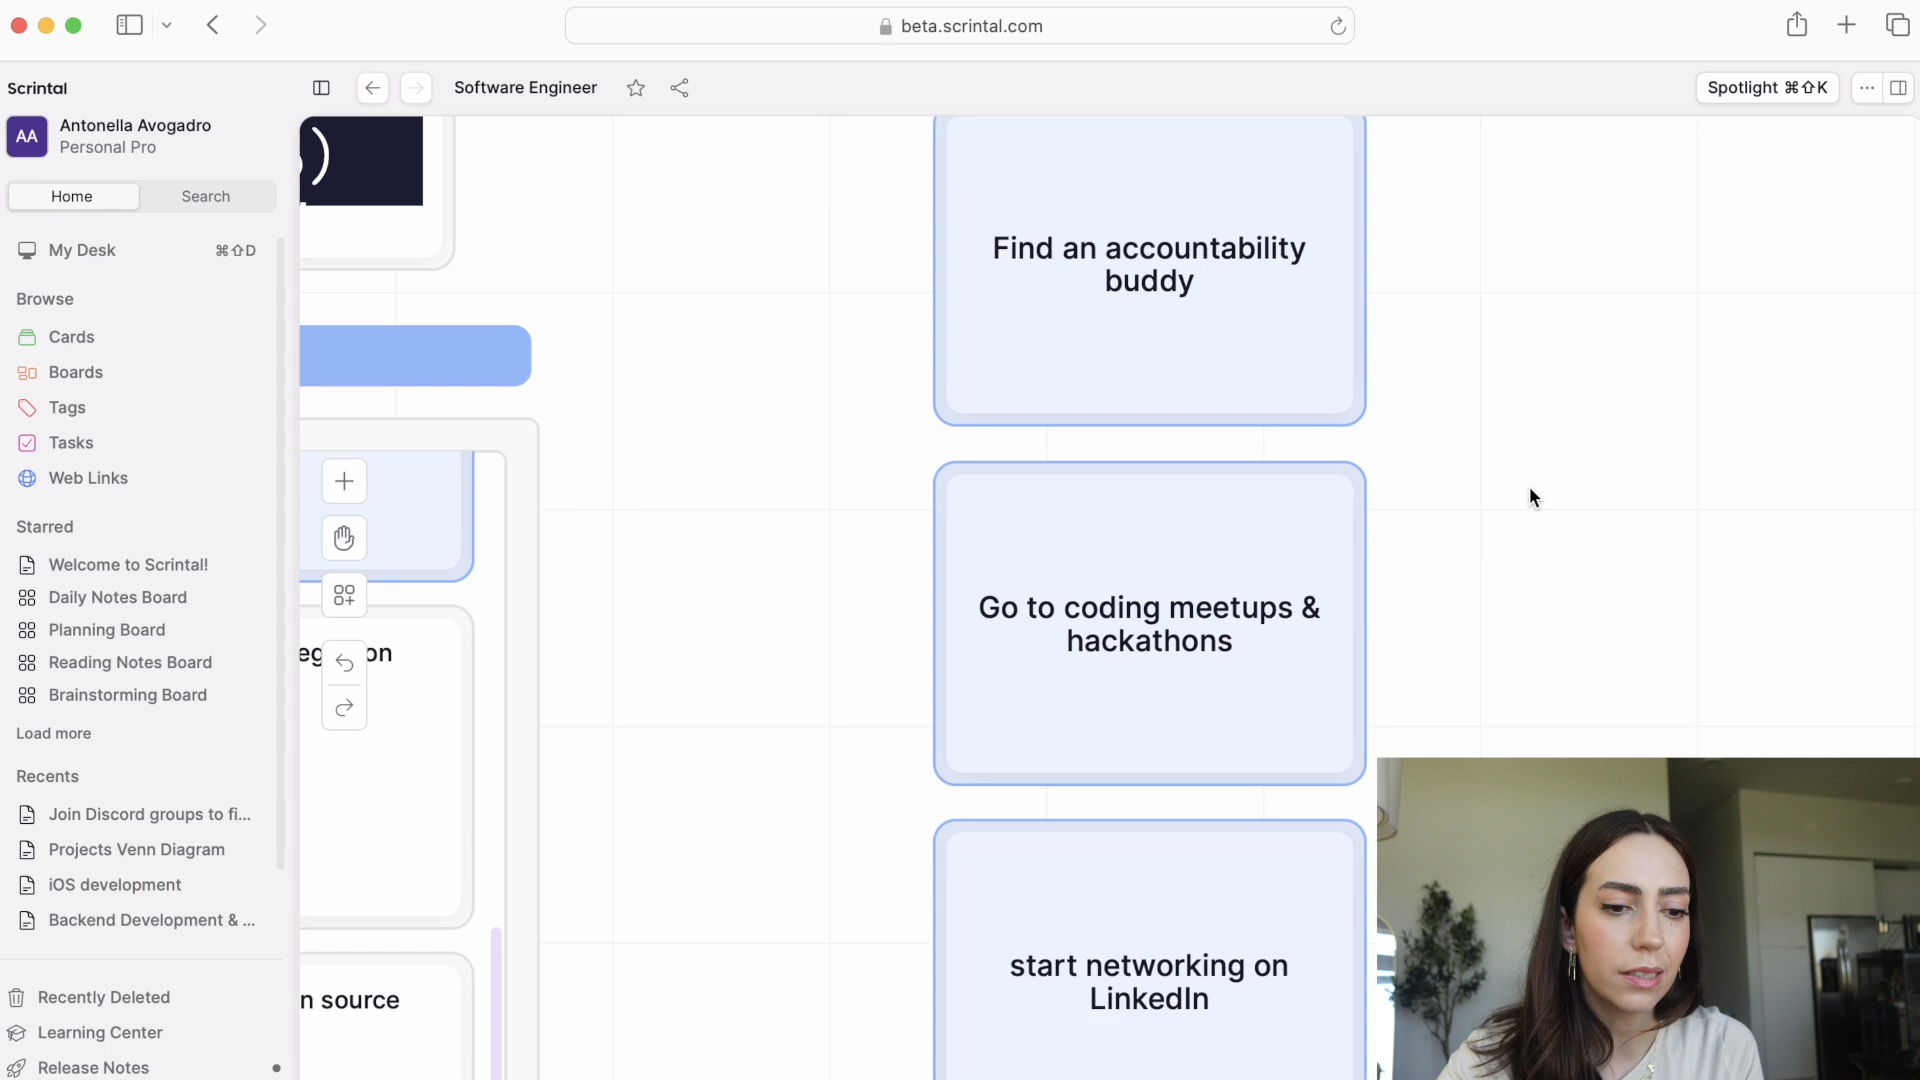 beta.scrintal.com
Scrintal
Software Engineer
Spotlight ⌘⇧K
AA
Antonella Avogadro
Personal Pro
Home
Search
My Desk
⌘⇧D
Browse
Cards
Boards
Tags
Tasks
Web Links
Starred
Welcome to Scrintal!
Daily Notes Board
Planning Board
Reading Notes Board
Brainstorming Board
Load more
Recents
Join Discord groups to fi...
Projects Venn Diagram
iOS development
Backend Development & ...
Recently Deleted
Learning Center
Release Notes
)
on
n source
Find an accountability
buddy
Go to coding meetups &
hackathons
start networking on
LinkedIn